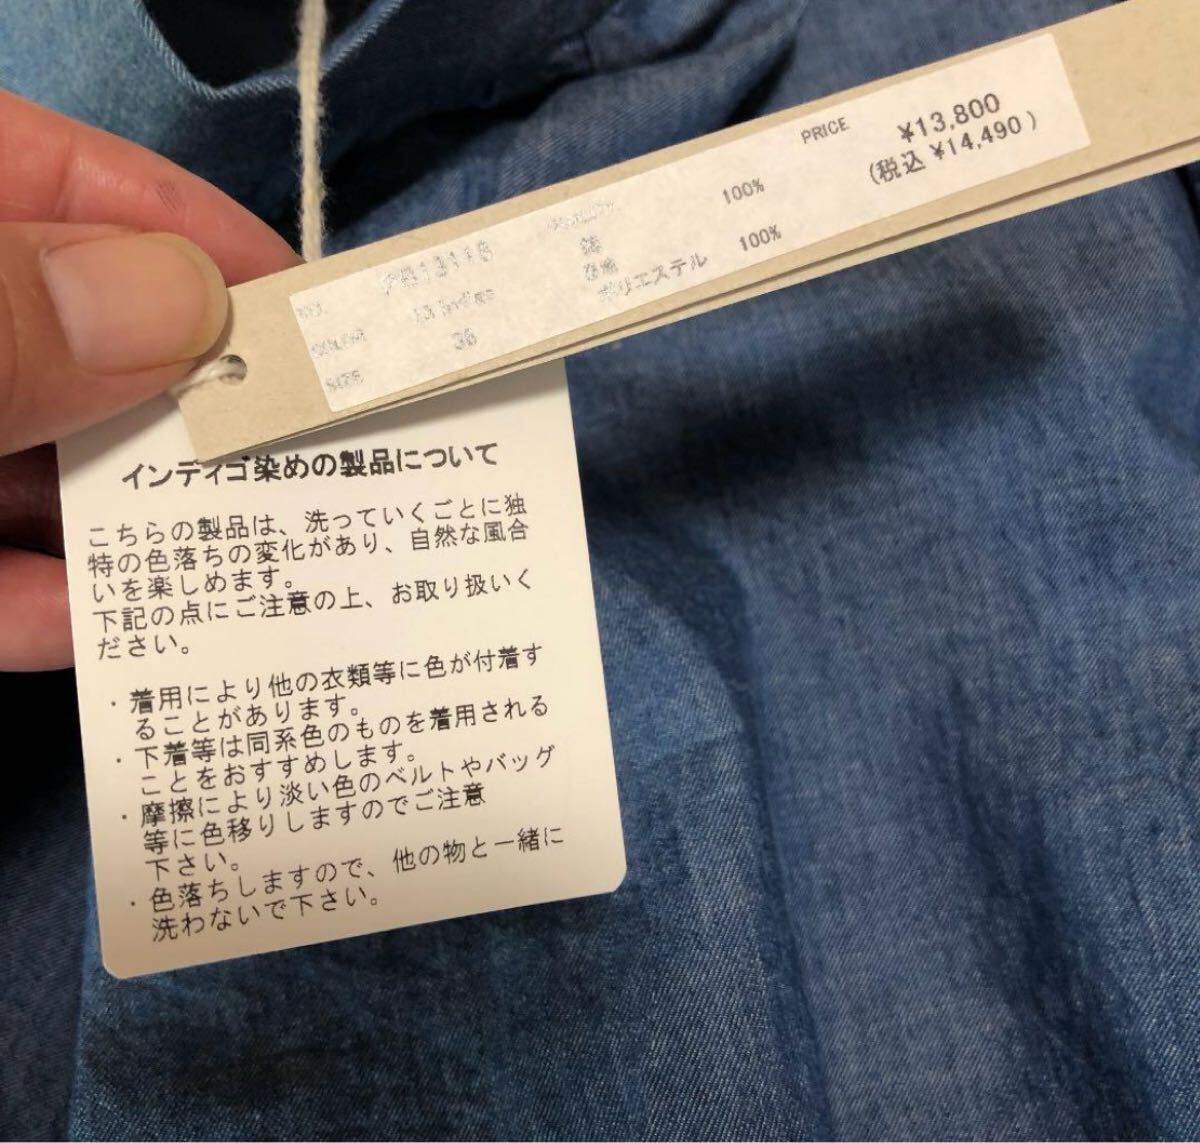 PRICE ¥13,800
(税込 ¥14,490)
100%
COLOR
綿
SIZE 36
ポリエステル 100%
インディゴ染めの製品について
こちらの製品は、洗っていくごとに独
特の色落ちの変化があり、自然な風合
いを楽しめます。
下記の点にご注意の上、お取り扱いく
ださい。
・着用により他の衣類等に色が付着す
ることがあります。
・下着等は同系色のものを着用される
ことをおすすめします。
・摩擦により淡い色のベルトやバッグ
等に色移りしますのでご注意
下さい。
・色落ちしますので、他の物と一緒に
洗わないで下さい。